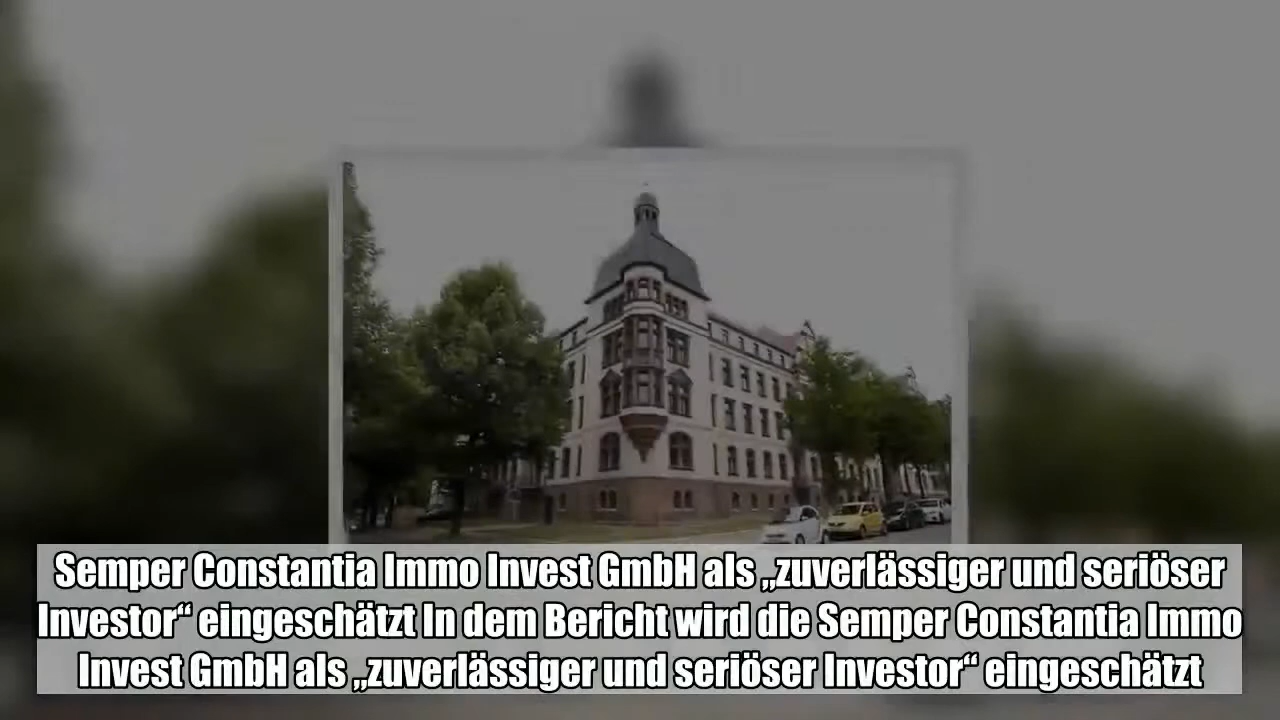 Semper Constantia Immo Invest GmbH als „zuverlässiger und seriöser
Investor“ eingeschätzt In dem Bericht wird die Semper Constantia Immo
Invest GmbH als „zuverlässiger und seriöser Investor“ eingeschätzt